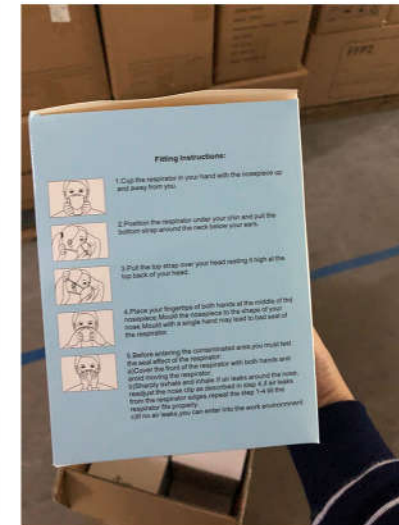 FFP2
Fitting Instructions:
1.Cup the respirator in your hand with the nosepiece up
and away from you.
2.Position the respirator under your chin and pull the
bottom strap around the neck below your ears.
3.Pull the top strap over your head resting it high at the
top back of your head.
4.Place your fingertips of both hands at the middle of the
nosepiece.Mould the nosepiece to the shape of your
nose.Mould with a single hand may lead to bad seal of
the respirator.
5.Before entering the contaminated area,you must test
the seal effect of the respirator.
a)Cover the front of the respirator with both hands and
avoid moving the respirator.
b)Sharply exhale and inhale.If air leaks around the nose,
readjust the nose clip as described in step 4,if air leaks
from the respirator edges,repeat the step 1-4 till the
respirator fits properly.
c)If no air leaks,you can enter into the work environment